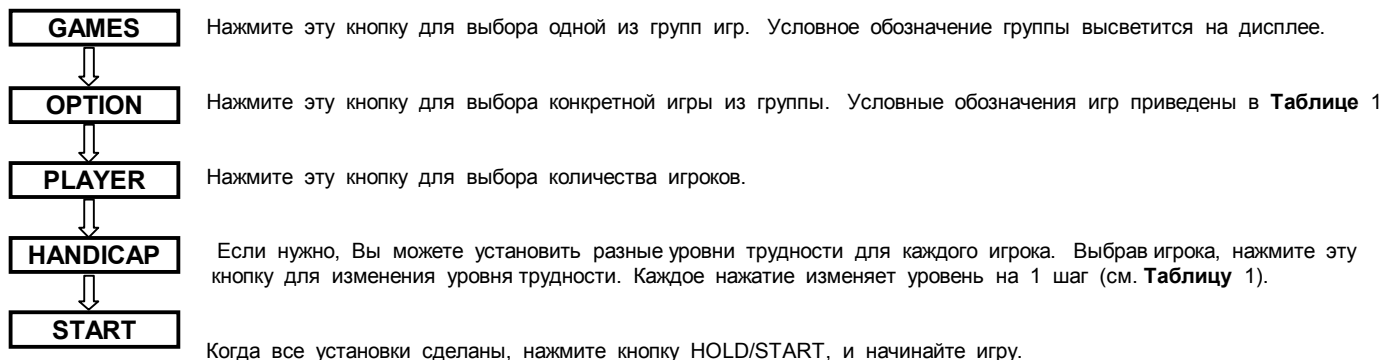 GAMES
Нажмите эту кнопку для выбора одной из групп игр. Условное обозначение группы высветится на дисплее.
OPTION
Нажмите эту кнопку для выбора конкретной игры из группы. Условные обозначения игр приведены в Таблице 1
PLAYER
Нажмите эту кнопку для выбора количества игроков.
HANDICAP
Если нужно, Вы можете установить разные уровни трудности для каждого игрока. Выбрав игрока, нажмите эту
кнопку для изменения уровня трудности. Каждое нажатие изменяет уровень на 1 шаг (см. Таблицу 1).
START
Когда все установки сделаны, нажмите кнопку HOLD/START, и начинайте игру.